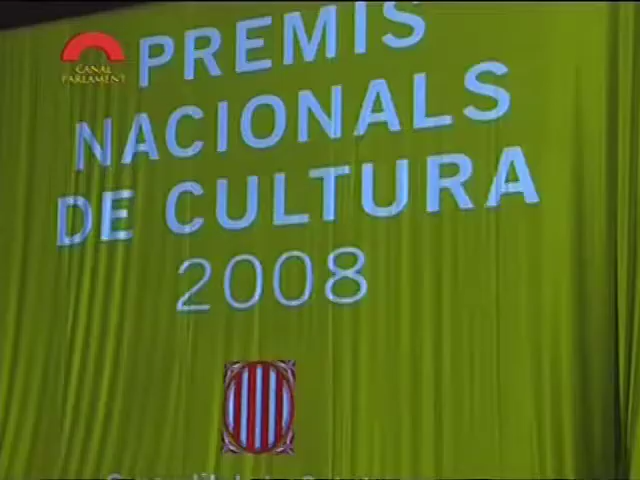 CANAL
PARLAMENT
PREMIS
NACIONALS
DE CULTURA
2008